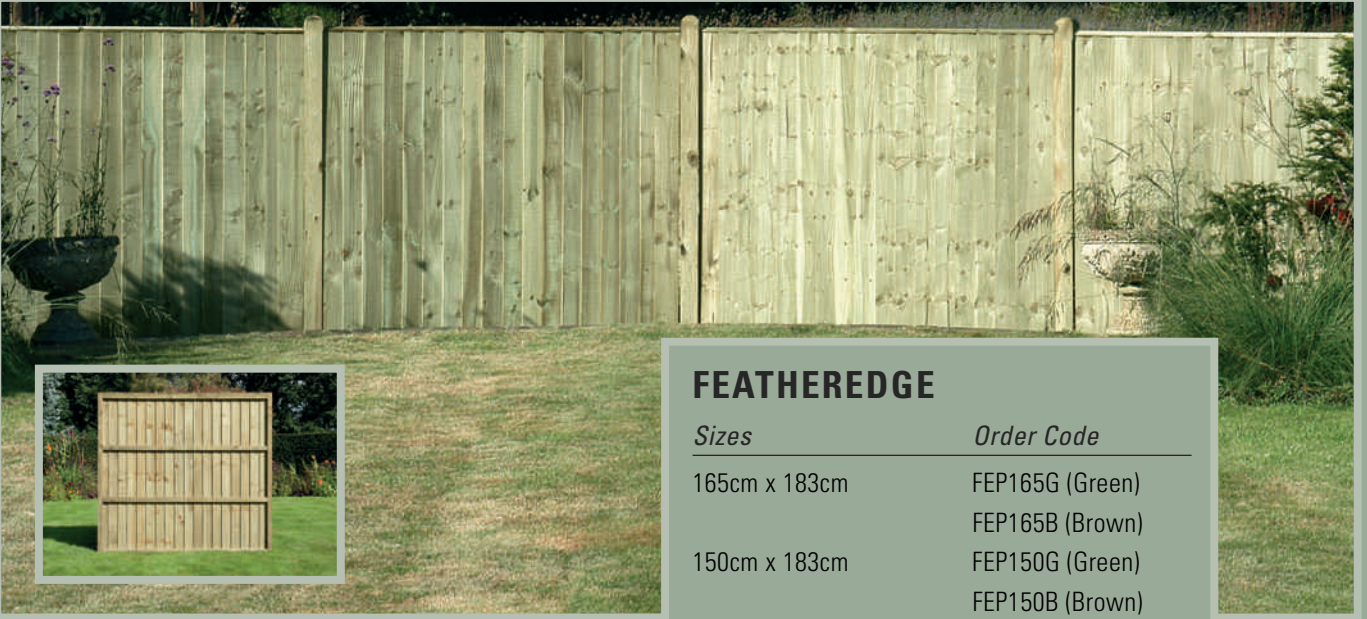 FEATHEREDGE
Sizes Order Code
165cm x 183cm FEP165G (Green)
FEP165B (Brown)
150cm x 183cm FEP150G (Green)
FEP150B (Brown)